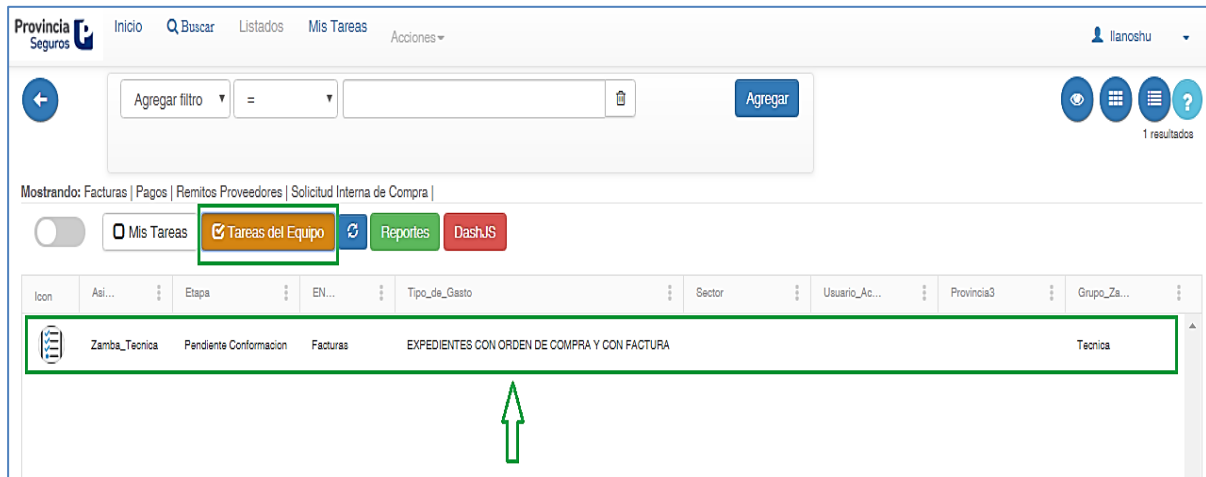 Provincia Seguros Inicio Buscar Listados Mis Tareas Acciones llanoshu
Agregar filtro = Agregar
1 resultados
Mostrando: Facturas | Pagos | Remitos Proveedores | Solicitud Interna de Compra |
Mis Tareas Tareas del Equipo Reportes DashJS
Icon Asi... Etapa EN... Tipo_de_Gasto Sector Usuario_Ac... Provincia3 Grupo_Za...
Zamba_Tecnica Pendiente Conformacion Facturas EXPEDIENTES CON ORDEN DE COMPRA Y CON FACTURA Tecnica